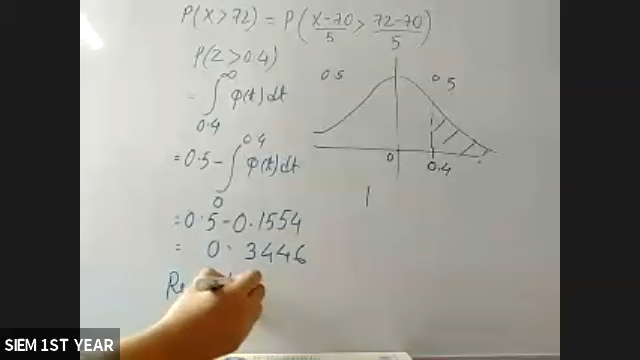 P(X>72) = P(X-70/5 > 72-70/5)
P(Z>0.4)
= ∫_{0.4}^{∞} φ(t)dt
= 0.5 - ∫_{0}^{0.4} φ(t)dt
= 0.5 - 0.1554
= 0.3446
0.5
0.5
0
0.4
SIEM 1ST YEAR